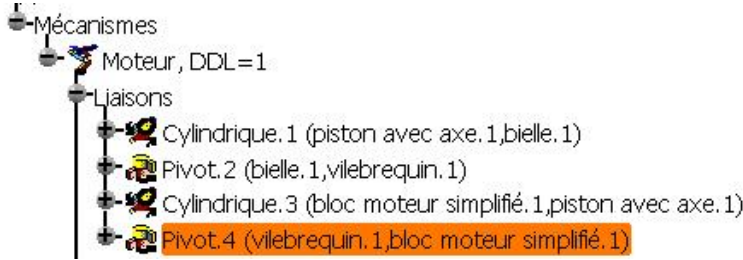 Mécanismes
Moteur, DDL=1
Liaisons
Cylindrique.1 (piston avec axe.1,bielle.1)
Pivot.2 (bielle.1,vilebrequin.1)
Cylindrique.3 (bloc moteur simplifié.1,piston avec axe.1)
Pivot.4 (vilebrequin.1,bloc moteur simplifié.1)